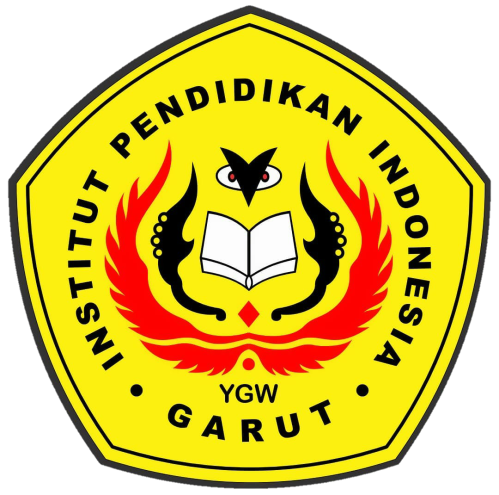 INSTITUT PENDIDIKAN INDONESIA
YGW
• GARUT •